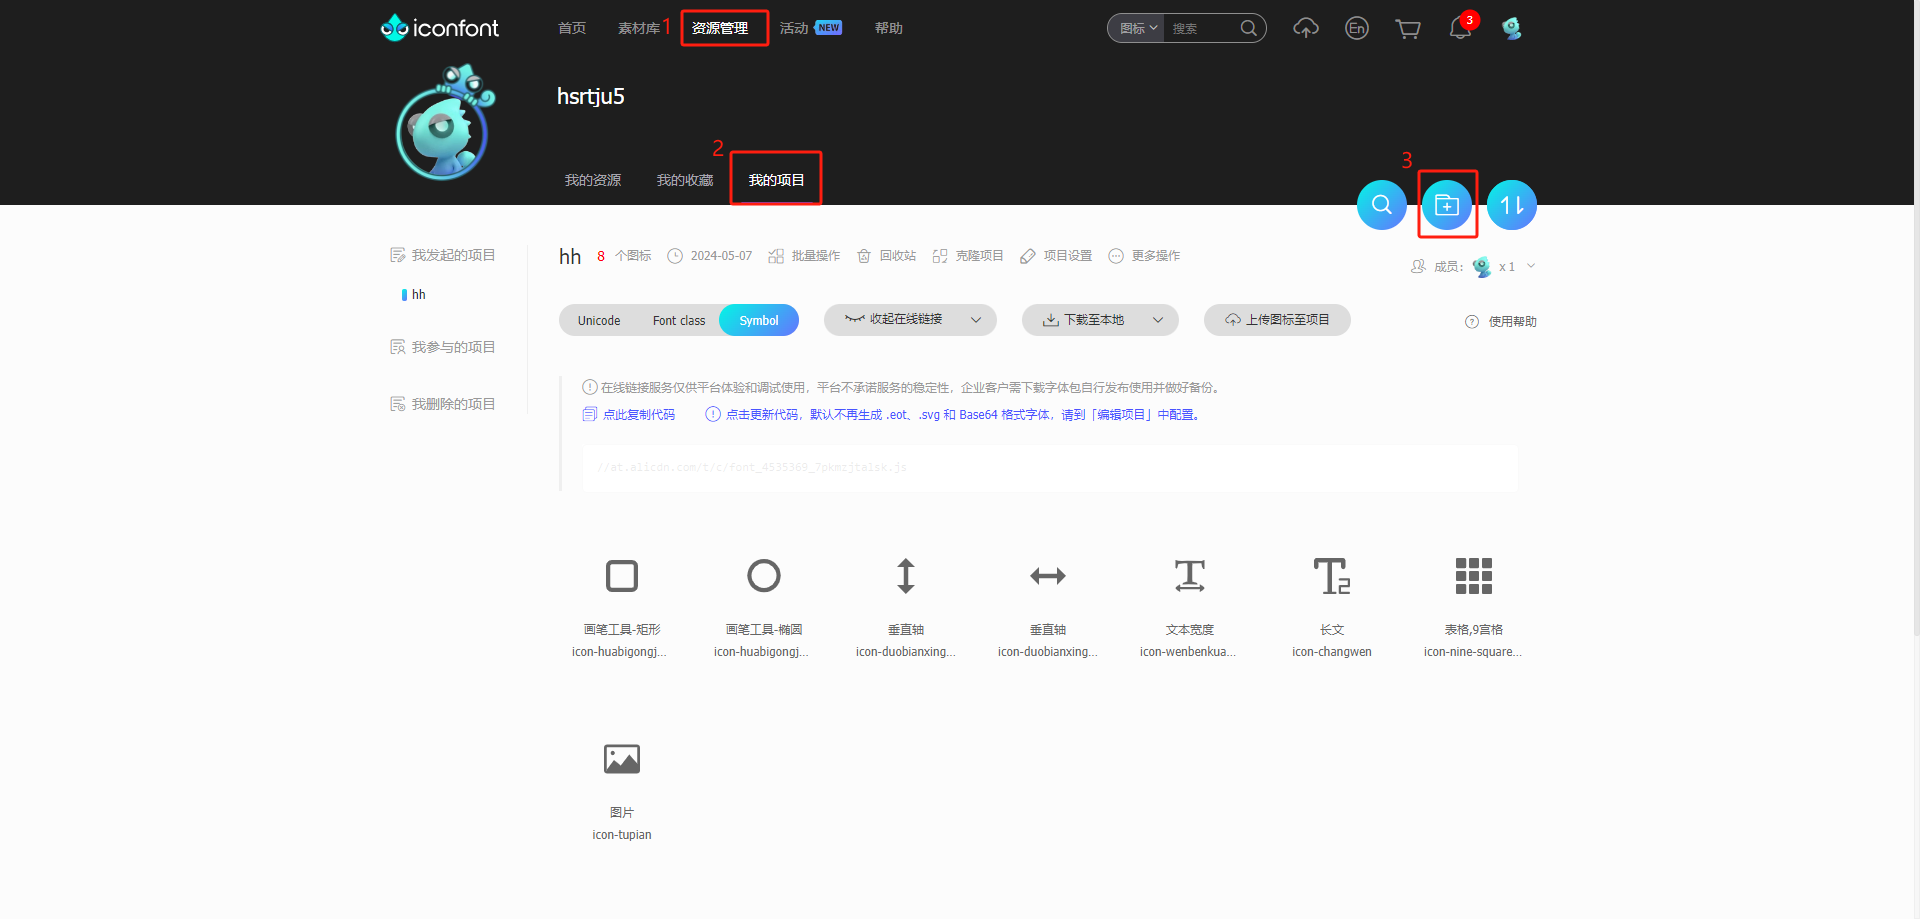 iconfont 首页 素材库 1 资源管理 活动 NEW 帮助 图标 搜索 En 3
hsrtju5
2 3
我的资源 我的收藏 我的项目
我发起的项目
hh
我参与的项目
我删除的项目
hh 8 个图标 2024-05-07 批量操作 回收站 克隆项目 项目设置 更多操作
成员： x 1
Unicode Font class Symbol 收起在线链接 下载至本地 上传图标至项目 使用帮助
在线链接服务仅供平台体验和调试使用，平台不承诺服务的稳定性，企业客户需下载字体包自行发布使用并做好备份。
点此复制代码 点击更新代码，默认不再生成 .eot、.svg 和 Base64 格式字体，请到「编辑项目」中配置。
画笔工具-矩形 画笔工具-椭圆 垂直轴 垂直轴 文本宽度 长文 表格,9宫格
icon-huabigongj... icon-huabigongj... icon-duobianxing... icon-duobianxing... icon-wenbenkua... icon-changwen icon-nine-square...
图片
icon-tupian